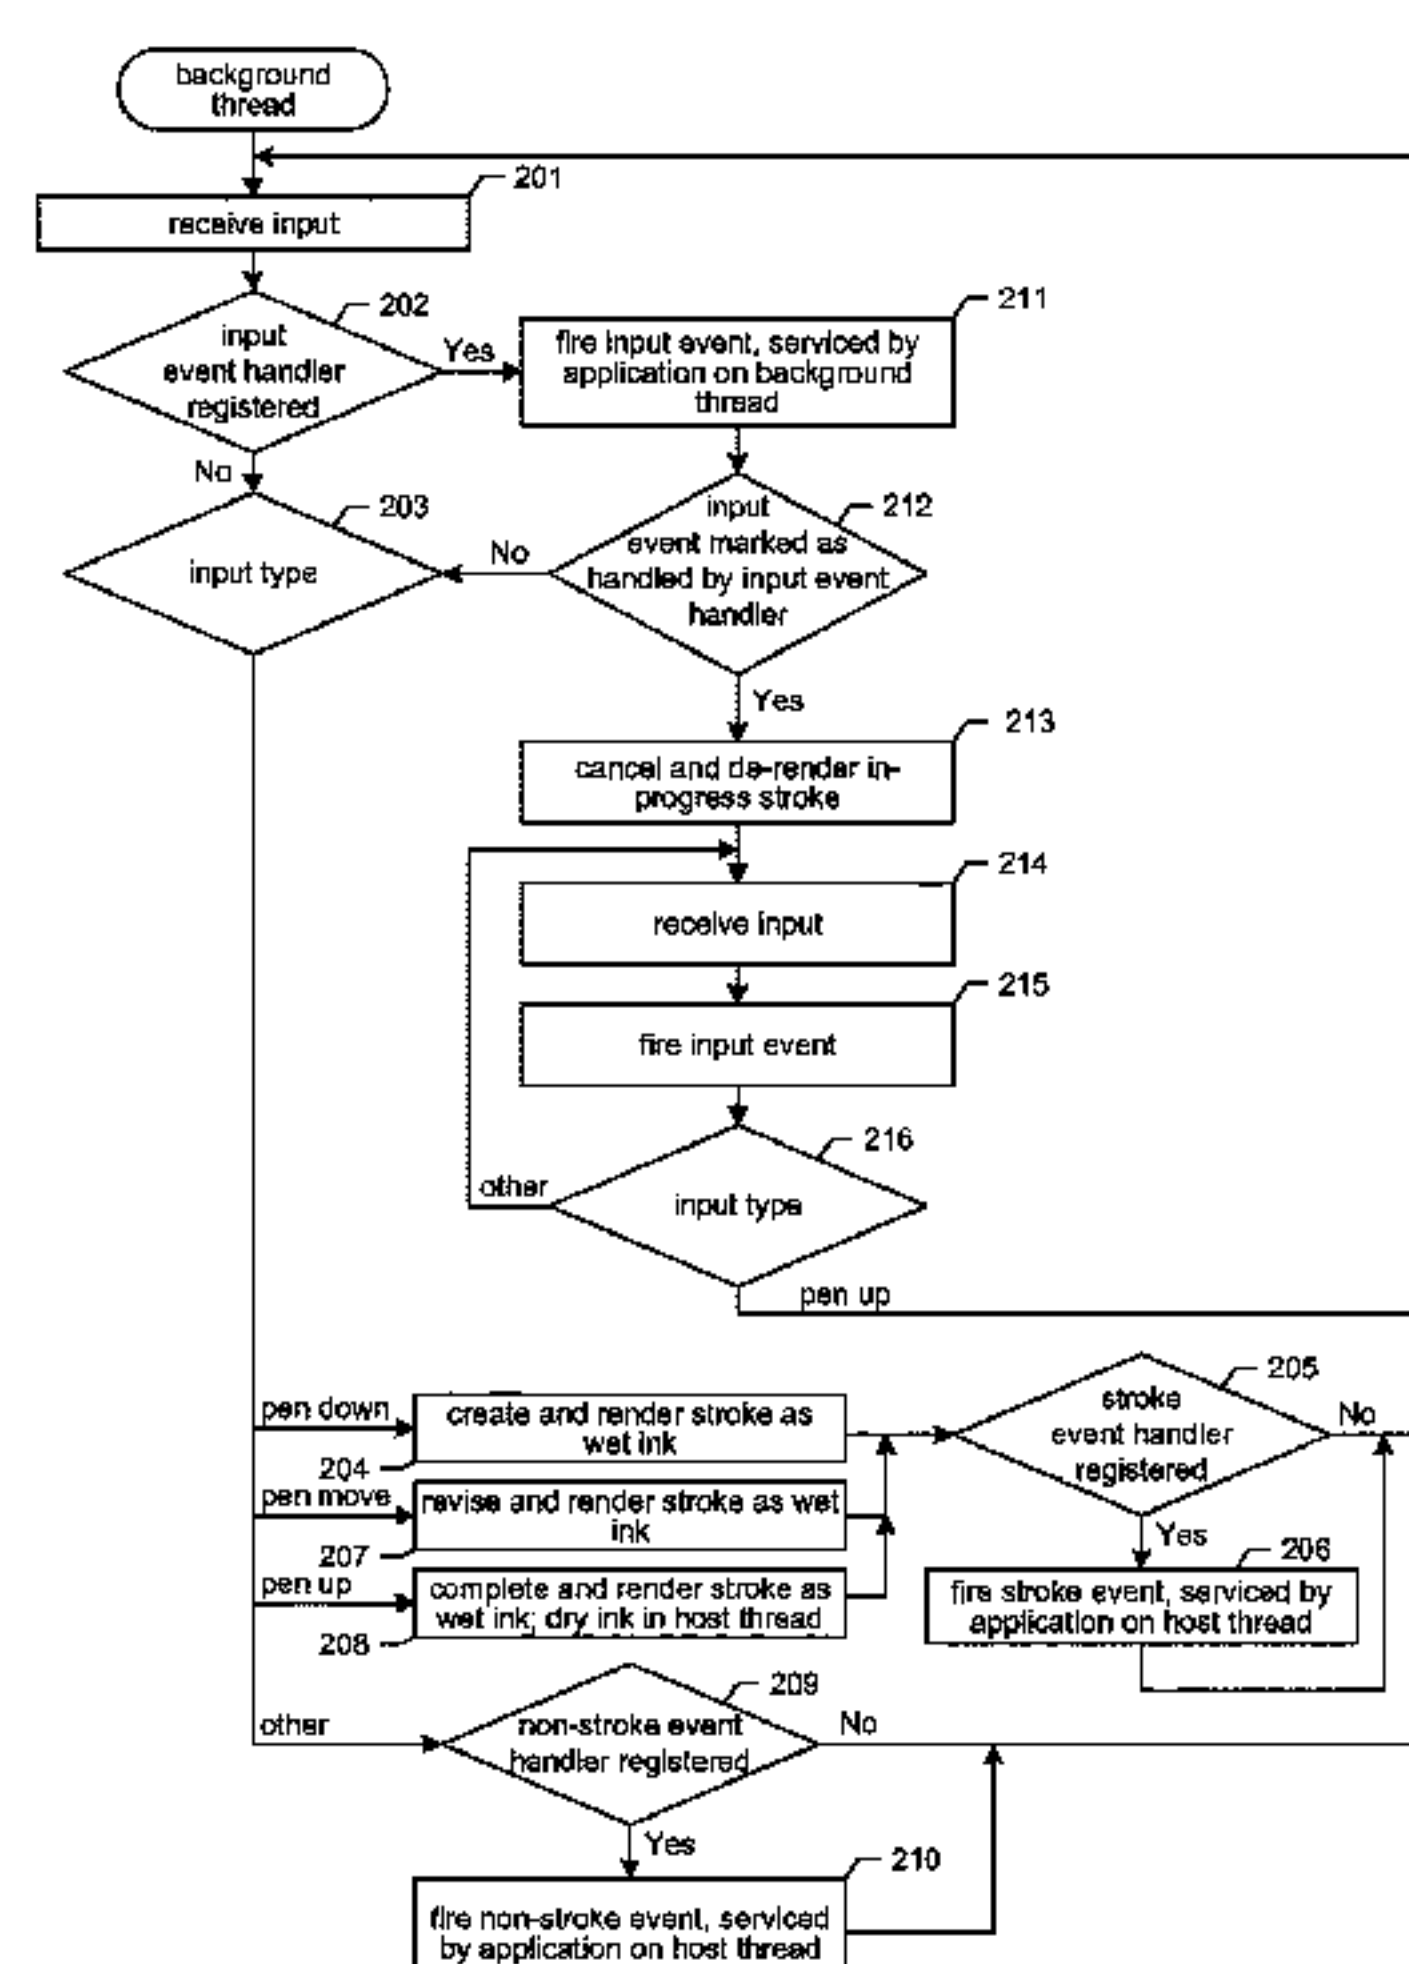 background
thread
201
receive input
202
input
event handler
registered
Yes
211
fire input event, serviced by
application on background
thread
No
203
input type
No
212
input
event marked as
handled by input event
handler
Yes
213
cancel and de-render in-
progress stroke
214
receive input
215
fire input event
216
input type
other
pen up
pen down
204
create and render stroke as
wet ink
205
stroke
event handler
registered
No
pen move
207
revise and render stroke as wet
ink
Yes
206
fire stroke event, serviced by
application on host thread
pen up
208
complete and render stroke as
wet ink; dry ink in host thread
209
other
non-stroke event
handler registered
No
Yes
210
fire non-stroke event, serviced
by application on host thread